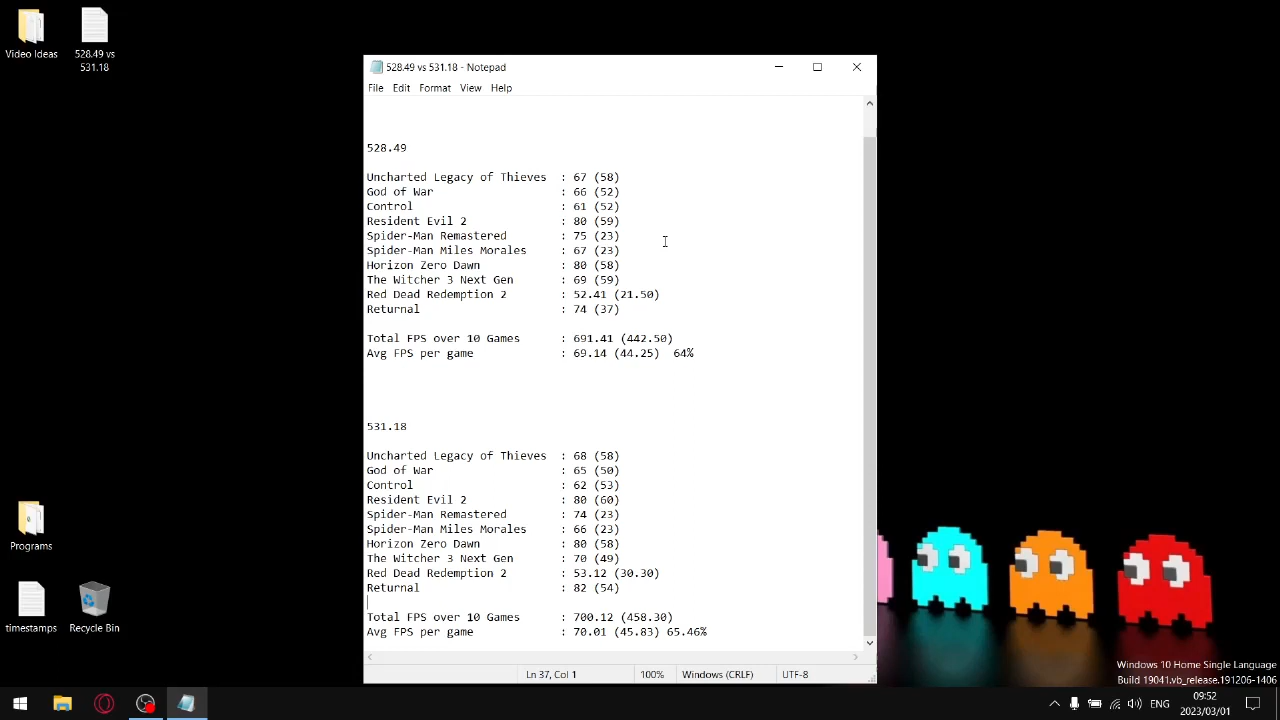 Video Ideas
528.49 vs
531.18
528.49 vs 531.18 - Notepad
File Edit Format View Help
528.49
Uncharted Legacy of Thieves : 67 (58)
God of War : 66 (52)
Control : 61 (52)
Resident Evil 2 : 80 (59)
Spider-Man Remastered : 75 (23)
Spider-Man Miles Morales : 67 (23)
Horizon Zero Dawn : 80 (58)
The Witcher 3 Next Gen : 69 (59)
Red Dead Redemption 2 : 52.41 (21.50)
Returnal : 74 (37)
Total FPS over 10 Games : 691.41 (442.50)
Avg FPS per game : 69.14 (44.25) 64%
531.18
Uncharted Legacy of Thieves : 68 (58)
God of War : 65 (50)
Control : 62 (53)
Resident Evil 2 : 80 (60)
Spider-Man Remastered : 74 (23)
Spider-Man Miles Morales : 66 (23)
Horizon Zero Dawn : 80 (58)
The Witcher 3 Next Gen : 70 (49)
Red Dead Redemption 2 : 53.12 (30.30)
Returnal : 82 (54)
Total FPS over 10 Games : 700.12 (458.30)
Avg FPS per game : 70.01 (45.83) 65.46%
Ln 37, Col 1 100% Windows (CRLF) UTF-8
Programs
timestamps
Recycle Bin
Windows 10 Home Single Language
Build 19041.vb_release.191206-1406
ENG
09:52
2023/03/01